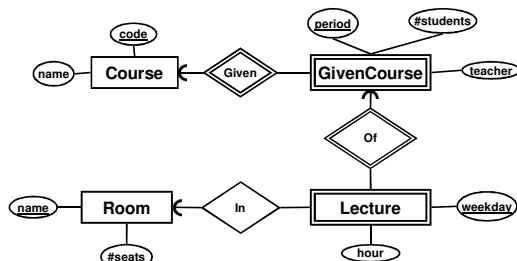 period
#students
code
name
Course
Given
GivenCourse
teacher
Of
name
Room
In
Lecture
weekday
#seats
hour